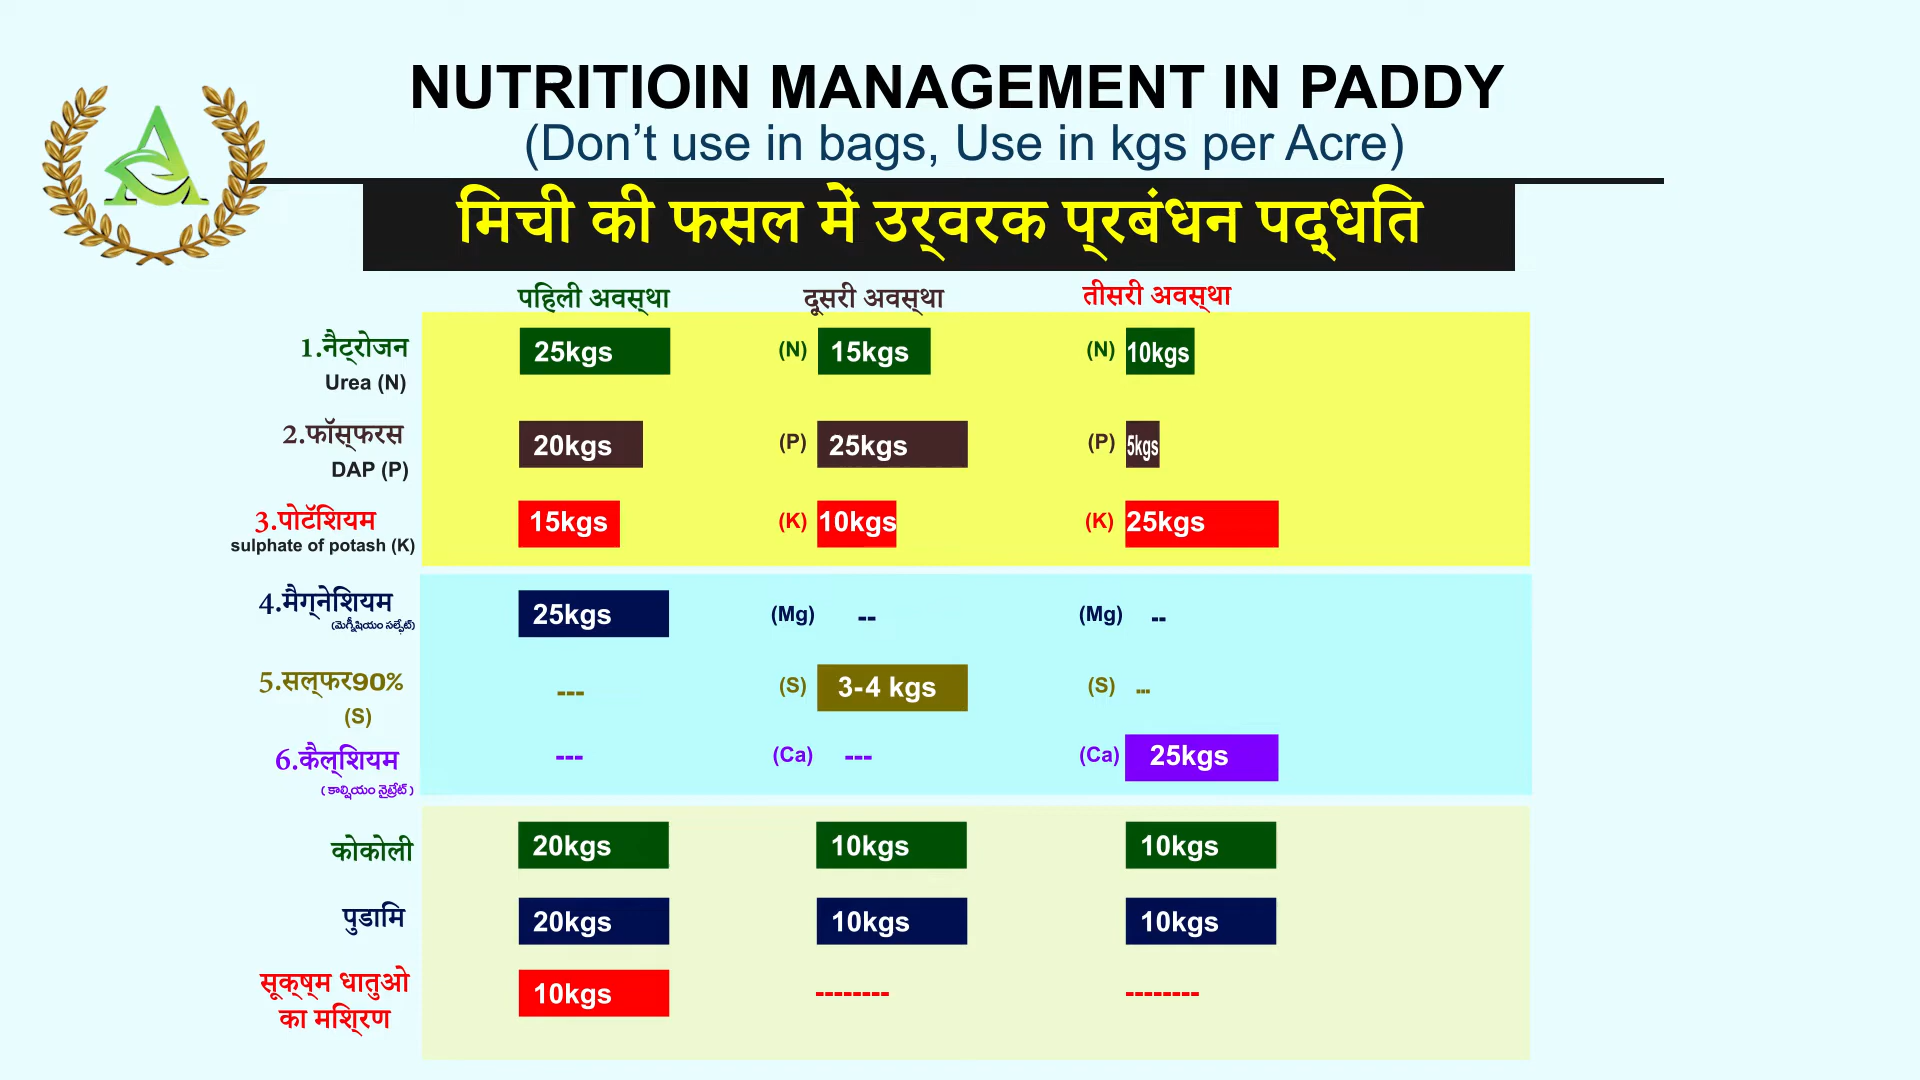 NUTRITIOIN MANAGEMENT IN PADDY
(Don’t use in bags, Use in kgs per Acre)
मिची की फसल में उर्वरक प्रबंधन पद्धति
पहिली अवस्था दूसरी अवस्था तीसरी अवस्था
1.नैट्रोजन 25kgs (N) 15kgs (N) 10kgs
Urea (N)
2.फॉस्फरस 20kgs (P) 25kgs (P) 5kgs
DAP (P)
3.पोटॅशियम 15kgs (K) 10kgs (K) 25kgs
sulphate of potash (K)
4.मैग्नेशियम 25kgs (Mg) -- (Mg) --
(మెగ్నీషియం సల్ఫేట్)
5.सल्फर90% --- (S) 3-4 kgs (S) ---
(S)
6.कैल्शियम --- (Ca) --- (Ca) 25kgs
( కాల్షియం నైట్రేట్ )
कोकोली 20kgs 10kgs 10kgs
पुडामि 20kgs 10kgs 10kgs
सूक्ष्म धातुओ
का मश्रिण 10kgs -------- --------